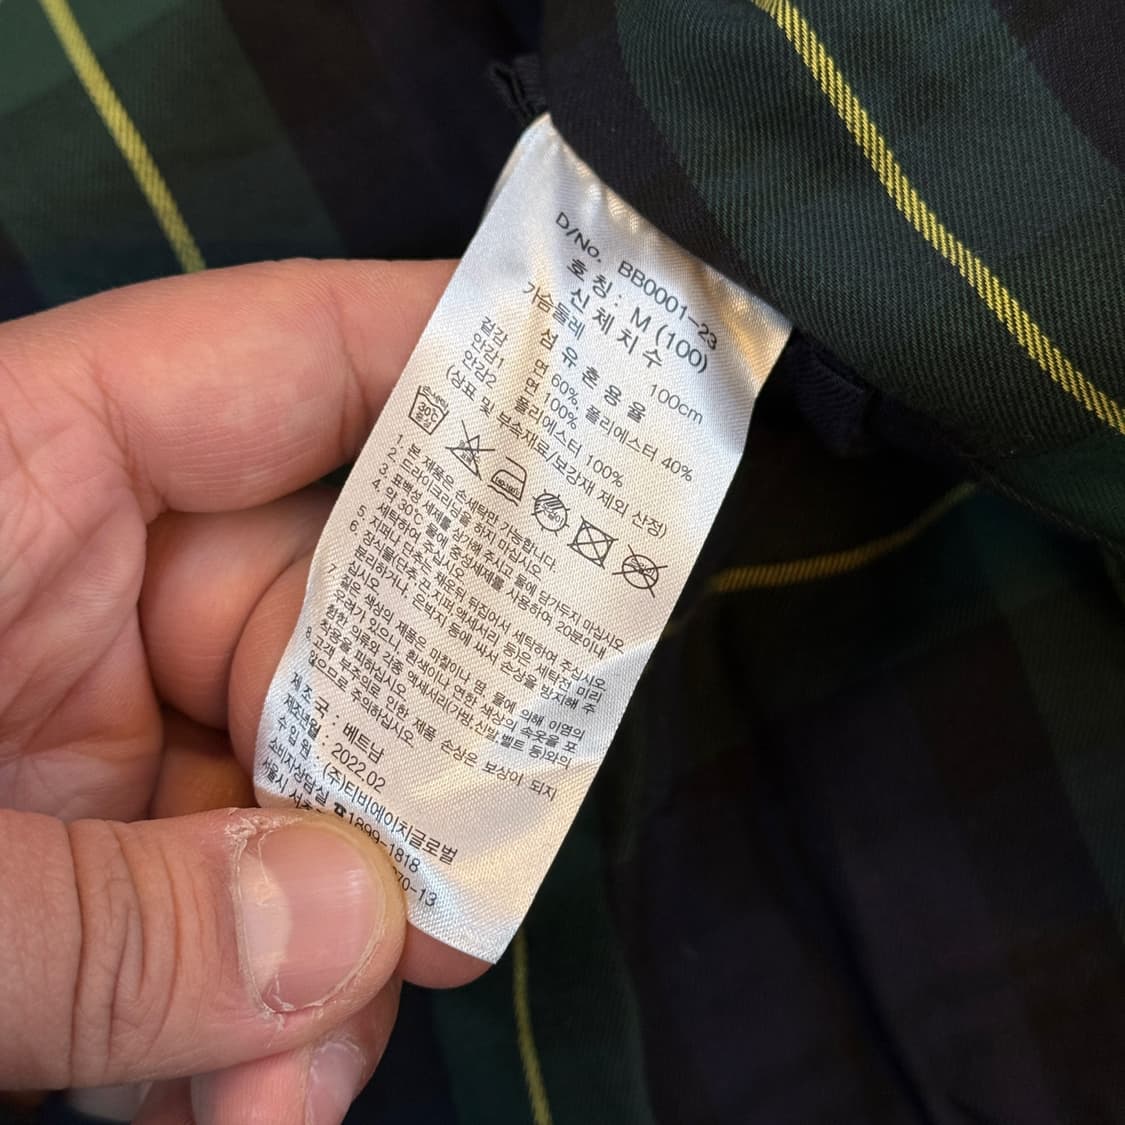 D/No. BB0001-23
호 칭 : M (100)
신 체 치 수
가슴둘레 100cm
섬 유 혼 용 율
겉감 면 60%, 폴리에스터 40%
안감1 면 100%
안감2 폴리에스터 100%
(상표 및 부속재료/보강재 제외 산정)
30℃
1. 본 제품은 손세탁만 가능합니다.
2. 드라이크리닝을 하지 마십시오.
3. 표백성 세제를 피해 주시고 물에 담가두지 마십시오
4. 약 30℃ 물에 중성세제를 사용하여 20분이내
세탁하여 주십시오
5. 지퍼나 단추는 채운뒤 뒤집어서 세탁하여 주십시오.
6. 장식물(단추,끈,지퍼,액세서리 등)은 세탁전 미리
분리하거나, 은박지 등에 싸서 손상을 방지해 주
십시오
7. 짙은 색상의 제품은 마찰이나 땀, 물에 의해 이염의
우려가 있으니 흰색이나 연한 색상의 속옷을 포
함한 의류와 각종 액세서리(가방,신발,벨트 등)와의
착용을 피하십시오
8. 고객 부주의로 인한 제품 손상은 보상이 되지
않으므로 주의하십시오.
제 조 국 : 베트남
제조년월 : 2022.02
수 입 원 : (주)티비에이치글로벌
소비자상담실 ☎1899-1818
서울시 서초 70-13